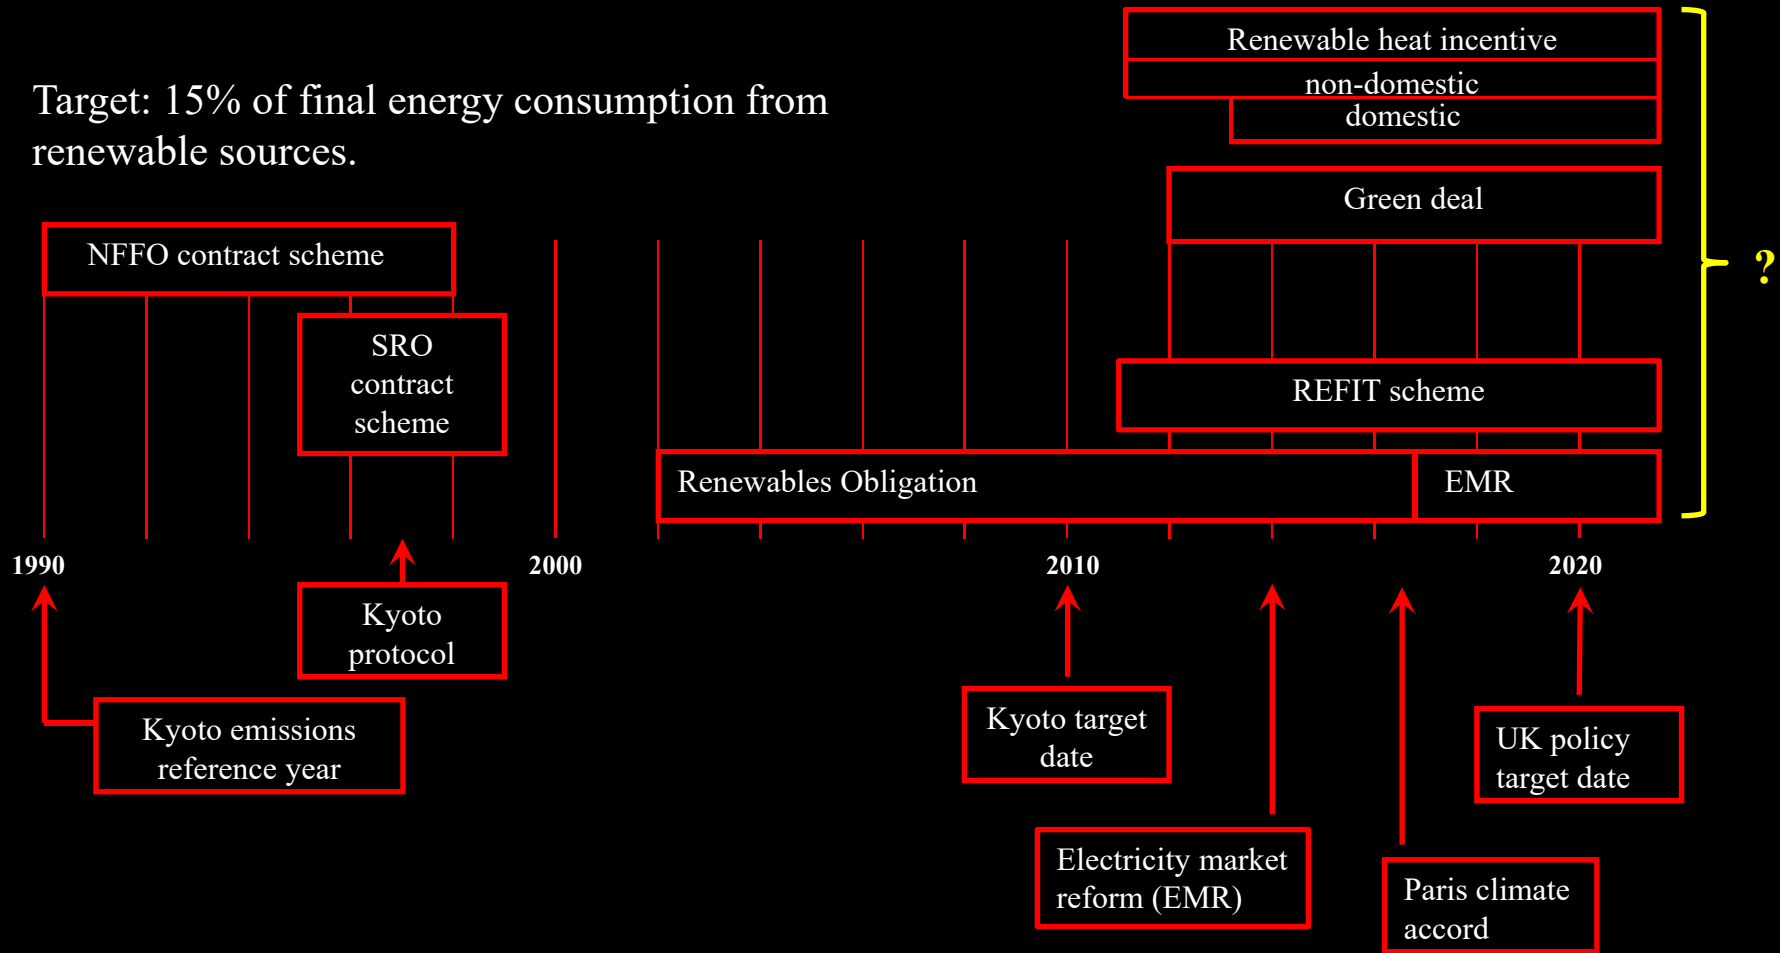 Renewable heat incentive
non-domestic
domestic
Target: 15% of final energy consumption from
renewable sources.
Green deal
NFFO contract scheme
?
SRO
contract
scheme
REFIT scheme
Renewables Obligation
EMR
1990
2000
2010
2020
Kyoto
protocol
Kyoto emissions
reference year
Kyoto target
date
UK policy
target date
Electricity market
reform (EMR)
Paris climate
accord